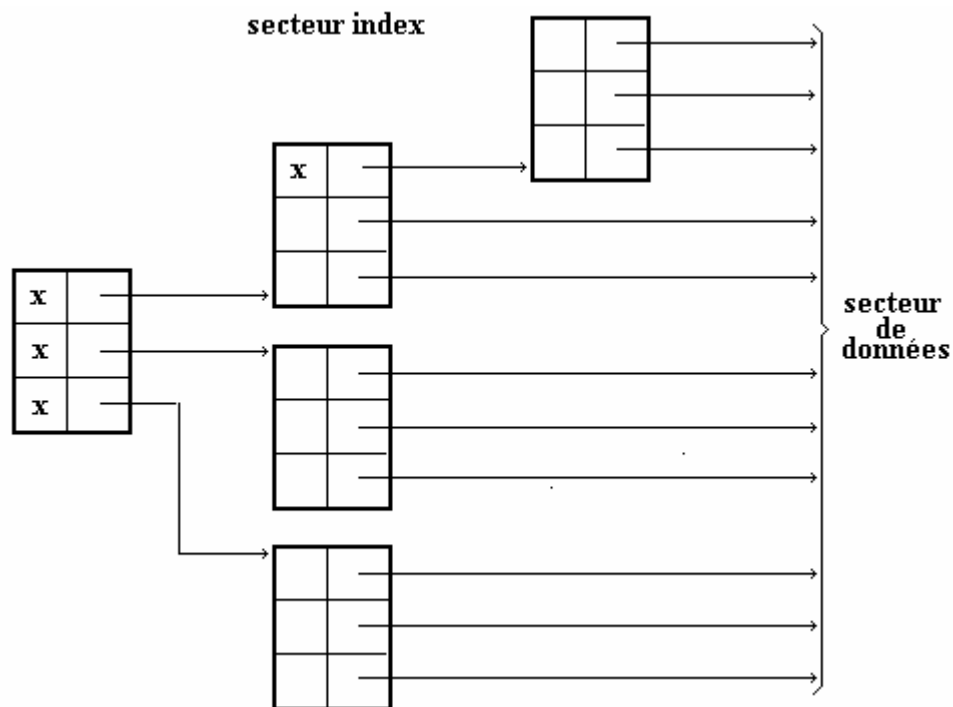 secteur index
x
x
x
x
secteur
de
données